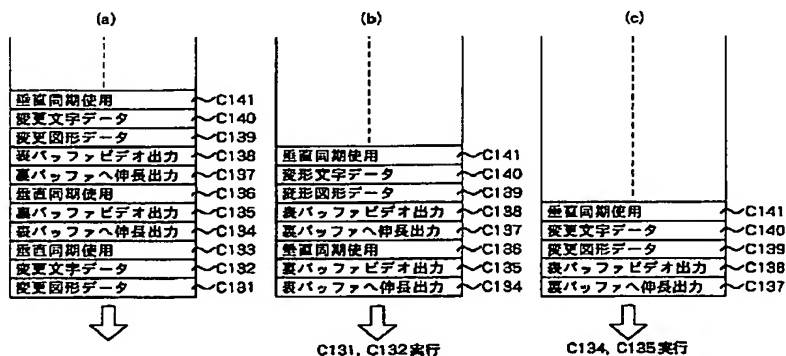 (a)
垂直同期使用 C141
変更文字データ C140
変更図形データ C139
表バッファビデオ出力 C138
裏バッファへ伸長出力 C137
垂直同期使用 C136
裏バッファビデオ出力 C135
表バッファへ伸長出力 C134
垂直同期使用 C133
変更文字データ C132
変更図形データ C131
(b)
垂直同期使用 C141
変形文字データ C140
変形図形データ C139
表バッファビデオ出力 C138
裏バッファへ伸長出力 C137
垂直同期使用 C136
裏バッファビデオ出力 C135
表バッファへ伸長出力 C134
C131, C132実行
(c)
垂直同期使用 C141
変更文字データ C140
変更図形データ C139
表バッファビデオ出力 C138
裏バッファへ伸長出力 C137
C134, C135実行